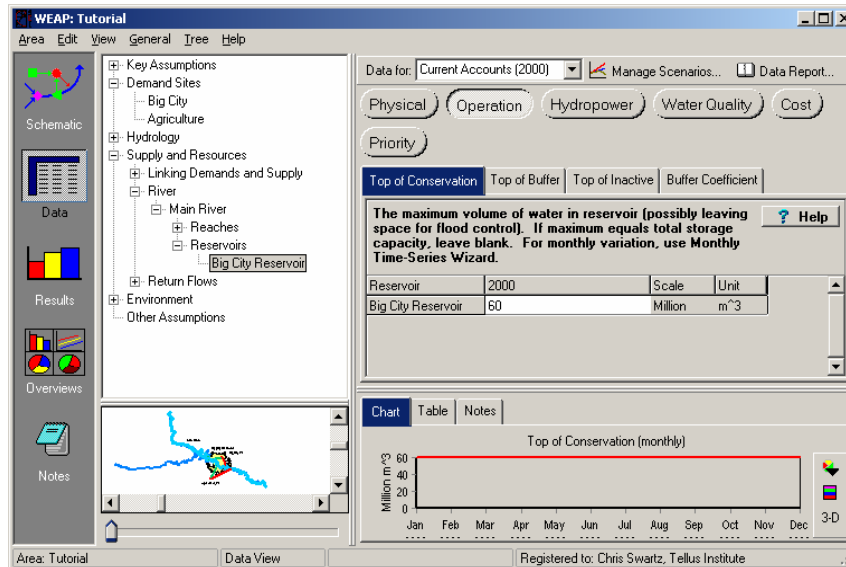 WEAP: Tutorial
Area Edit View General Tree Help
Schematic
Data
Results
Overviews
Notes
Key Assumptions
Demand Sites
Big City
Agriculture
Hydrology
Supply and Resources
Linking Demands and Supply
River
Main River
Reaches
Reservoirs
Big City Reservoir
Return Flows
Environment
Other Assumptions
Data for: Current Accounts (2000) Manage Scenarios... Data Report...
Physical Operation Hydropower Water Quality Cost
Priority
Top of Conservation Top of Buffer Top of Inactive Buffer Coefficient
The maximum volume of water in reservoir (possibly leaving
space for flood control). If maximum equals total storage
capacity, leave blank. For monthly variation, use Monthly
Time-Series Wizard.
? Help
Reservoir 2000 Scale Unit
Big City Reservoir 60 Million m^3
Chart Table Notes
Top of Conservation (monthly)
Million m^3
60
40
20
0
Jan Feb Mar Apr May Jun Jul Aug Sep Oct Nov Dec
3-D
Area: Tutorial Data View Registered to: Chris Swartz, Tellus Institute